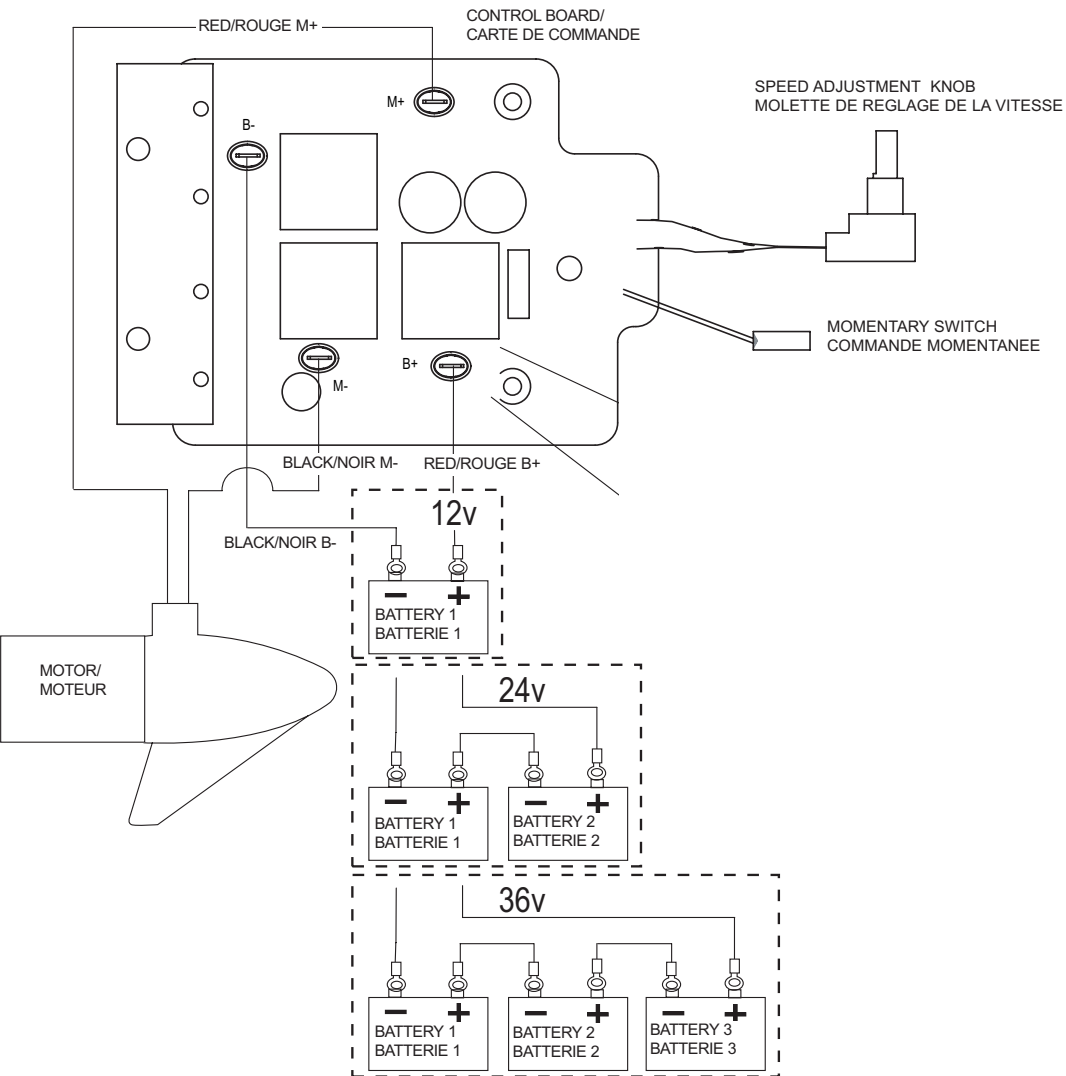 RED/ROUGE M+
CONTROL BOARD/
CARTE DE COMMANDE
SPEED ADJUSTMENT KNOB
MOLETTE DE REGLAGE DE LA VITESSE
M+
B-
MOMENTARY SWITCH
COMMANDE MOMENTANEE
B+
M-
BLACK/NOIR M-
RED/ROUGE B+
12v
BLACK/NOIR B-
− +
BATTERY 1
BATTERIE 1
MOTOR/
MOTEUR
24v
− +
BATTERY 1
BATTERIE 1
− +
BATTERY 2
BATTERIE 2
36v
− +
BATTERY 1
BATTERIE 1
− +
BATTERY 2
BATTERIE 2
− +
BATTERY 3
BATTERIE 3